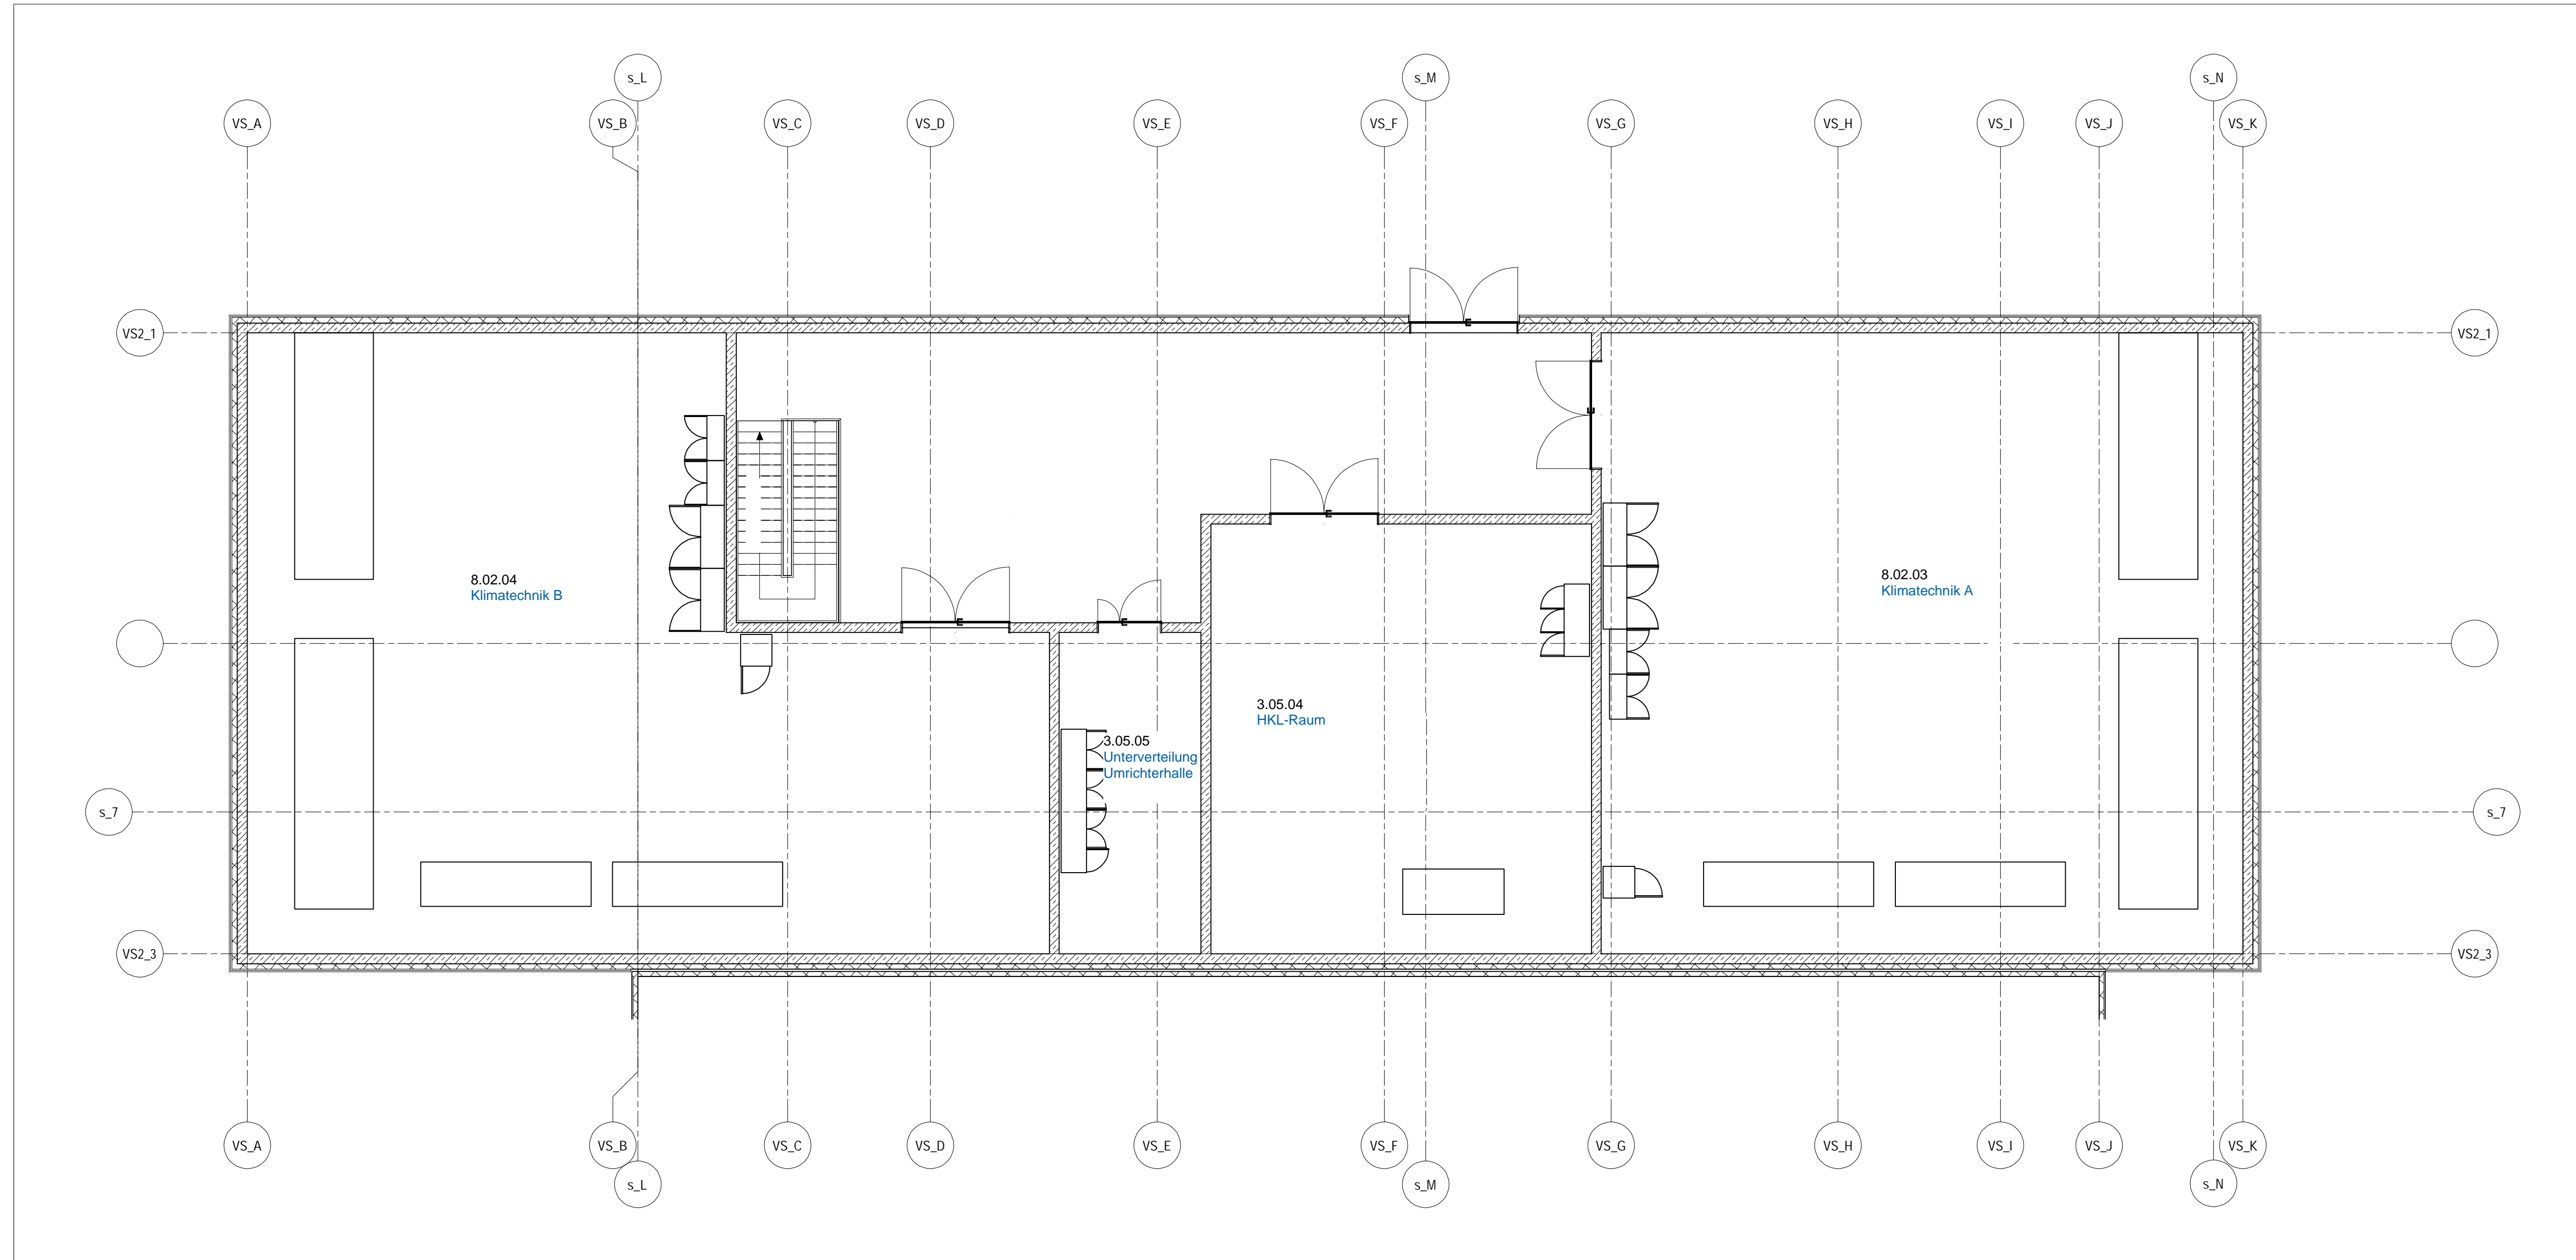 s_L
s_M
s_N
VS_A
VS_B
VS_C
VS_D
VS_E
VS_F
VS_G
VS_H
VS_I
VS_J
VS_K
VS2_1
VS2_1
8.02.04
Klimatechnik B
8.02.03
Klimatechnik A
3.05.04
HKL-Raum
3.05.05
Unterverteilung
Umrichterhalle
s_7
s_7
VS2_3
VS2_3
VS_A
VS_B
VS_C
VS_D
VS_E
VS_F
VS_G
VS_H
VS_I
VS_J
VS_K
s_L
s_M
s_N